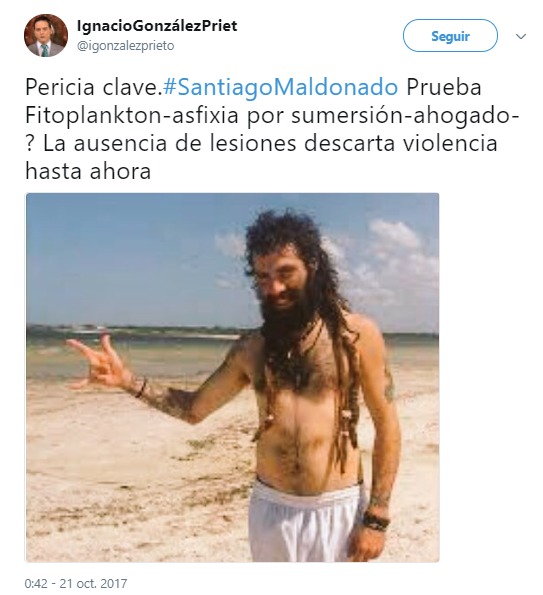 IgnacioGonzálezPriet
@igonzalezprieto
Seguir
Pericia clave.#SantiagoMaldonado Prueba
Fitoplankton-asfixia por sumersión-ahogado-
? La ausencia de lesiones descarta violencia
hasta ahora
0:42 - 21 oct. 2017